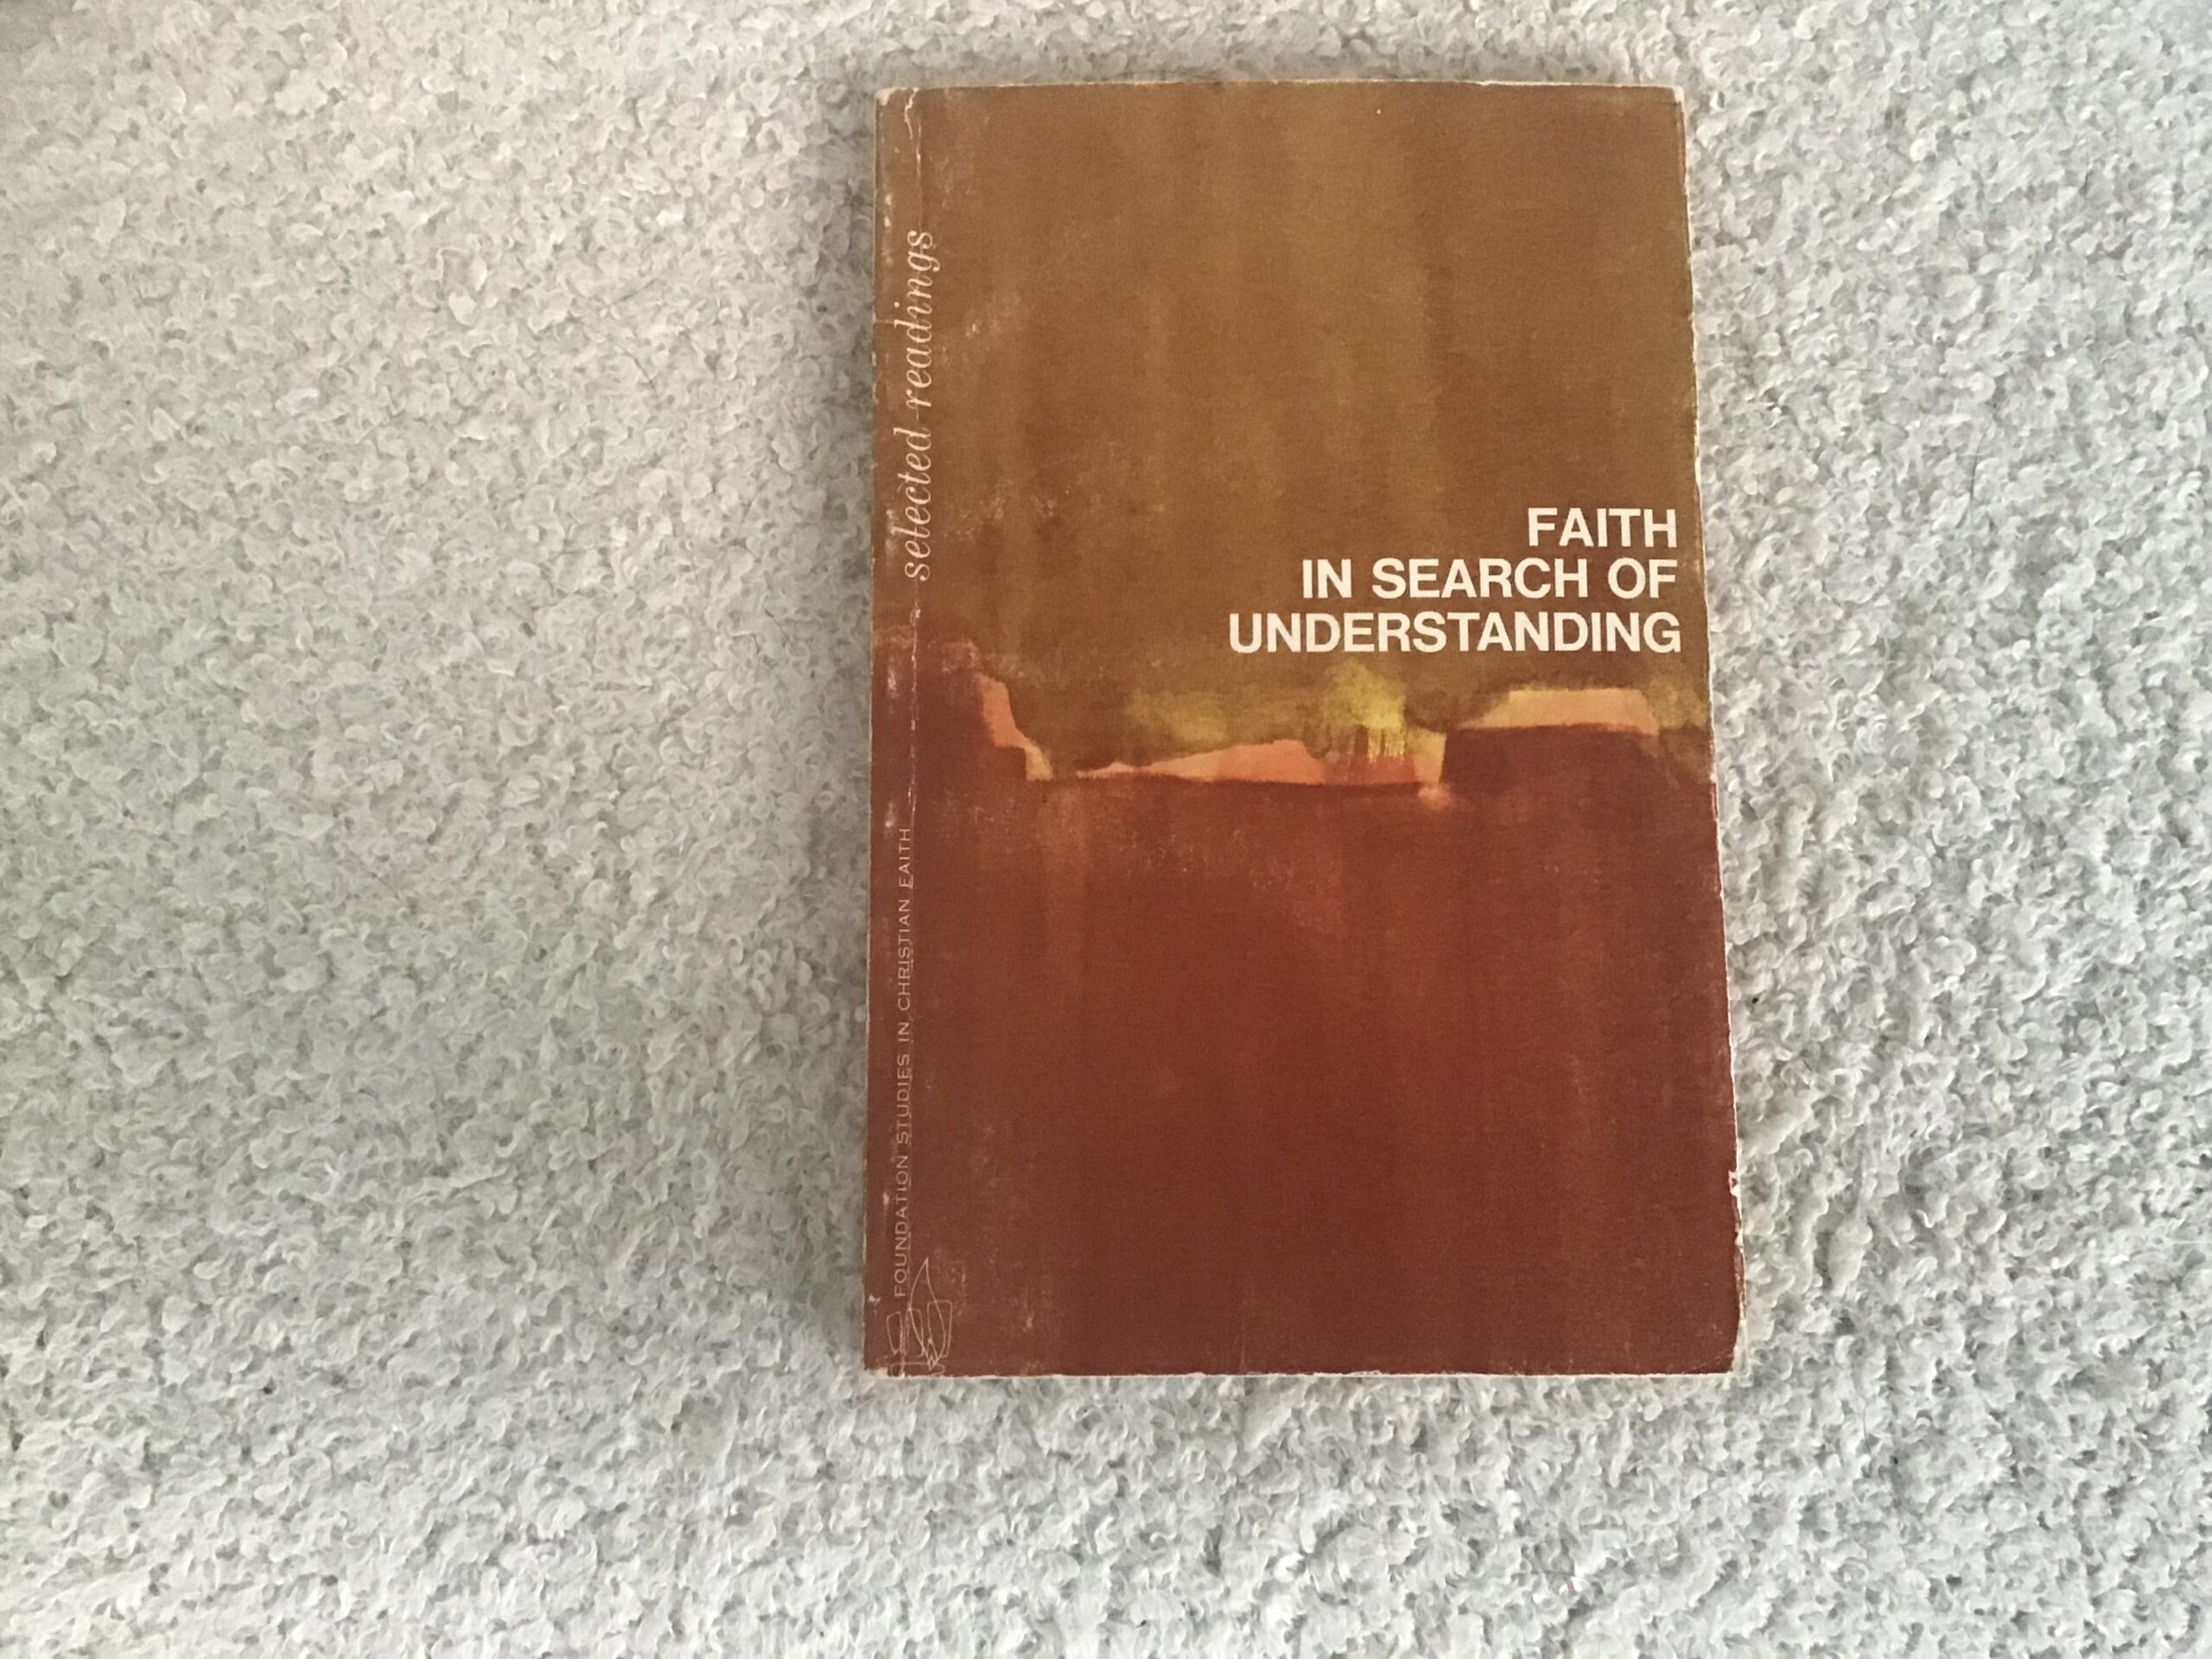 selected readings
FAITH
IN SEARCH OF
UNDERSTANDING
FOUNDATION STUDIES IN CHRISTIAN FAITH